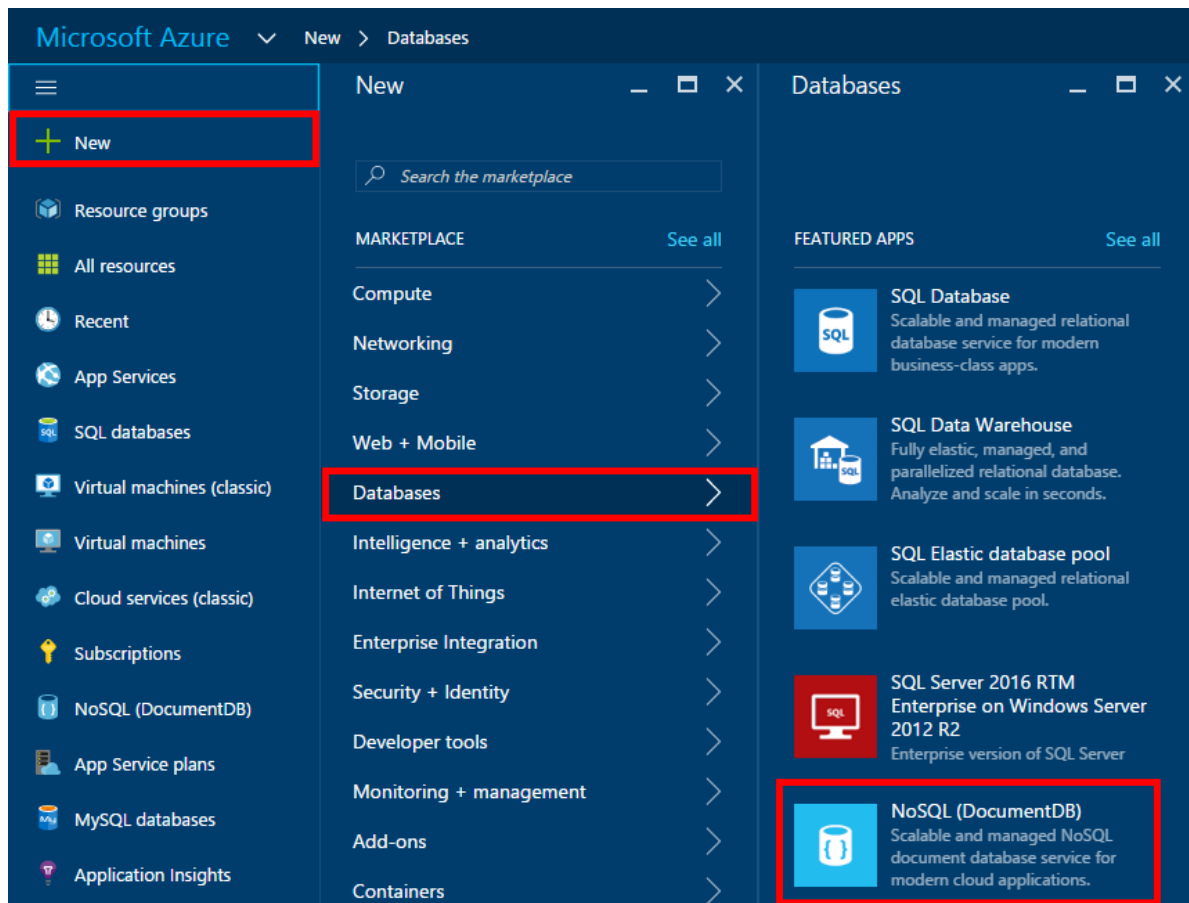 Microsoft Azure New > Databases
New
Resource groups
All resources
Recent
App Services
SQL databases
Virtual machines (classic)
Virtual machines
Cloud services (classic)
Subscriptions
NoSQL (DocumentDB)
App Service plans
MySQL databases
Application Insights
New
Search the marketplace
MARKETPLACE See all
Compute
Networking
Storage
Web + Mobile
Databases
Intelligence + analytics
Internet of Things
Enterprise Integration
Security + Identity
Developer tools
Monitoring + management
Add-ons
Containers
Databases
FEATURED APPS See all
SQL
SQL Database
Scalable and managed relational
database service for modern
business-class apps.
SQL
SQL Data Warehouse
Fully elastic, managed, and
parallelized relational database.
Analyze and scale in seconds.
SQL Elastic database pool
Scalable and managed relational
elastic database pool.
SQL
SQL Server 2016 RTM
Enterprise on Windows Server
2012 R2
Enterprise version of SQL Server
NoSQL (DocumentDB)
Scalable and managed NoSQL
document database service for
modern cloud applications.